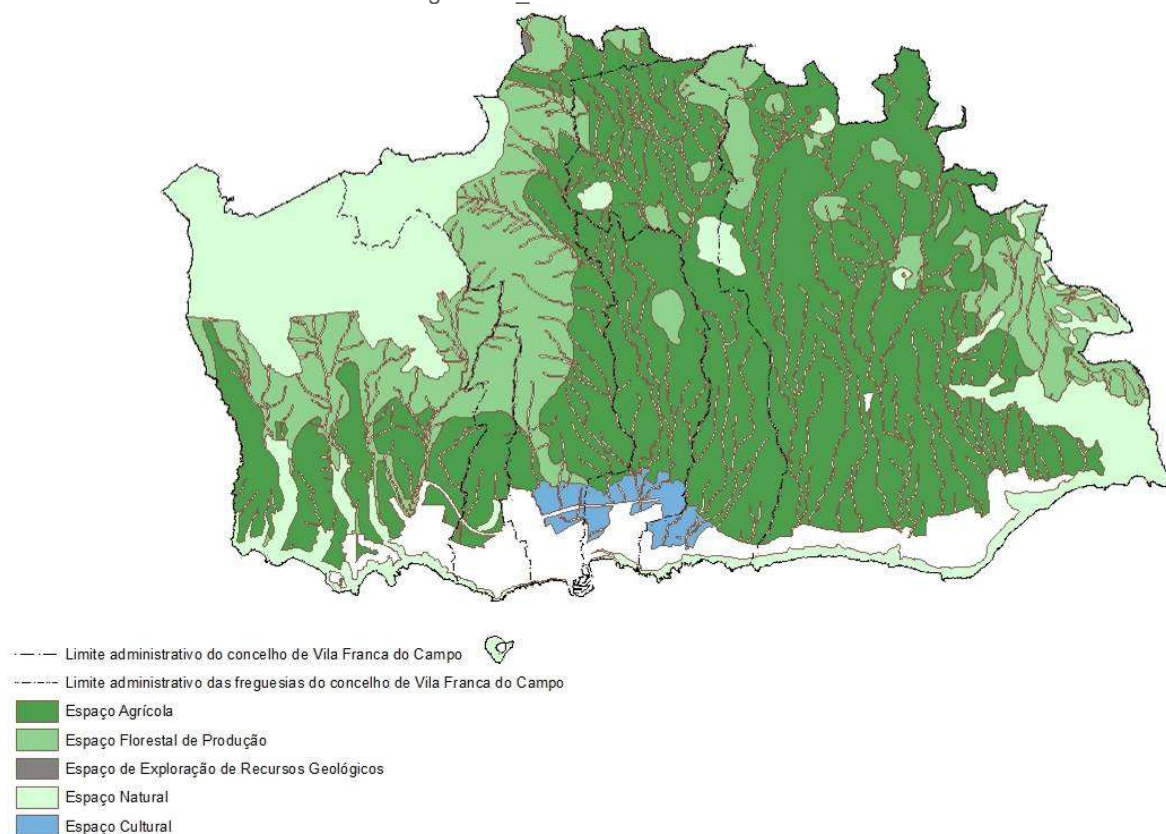 Limite administrativo do concelho de Vila Franca do Campo
Limite administrativo das freguesias do concelho de Vila Franca do Campo
Espaço Agrícola
Espaço Florestal de Produção
Espaço de Exploração de Recursos Geológicos
Espaço Natural
Espaço Cultural